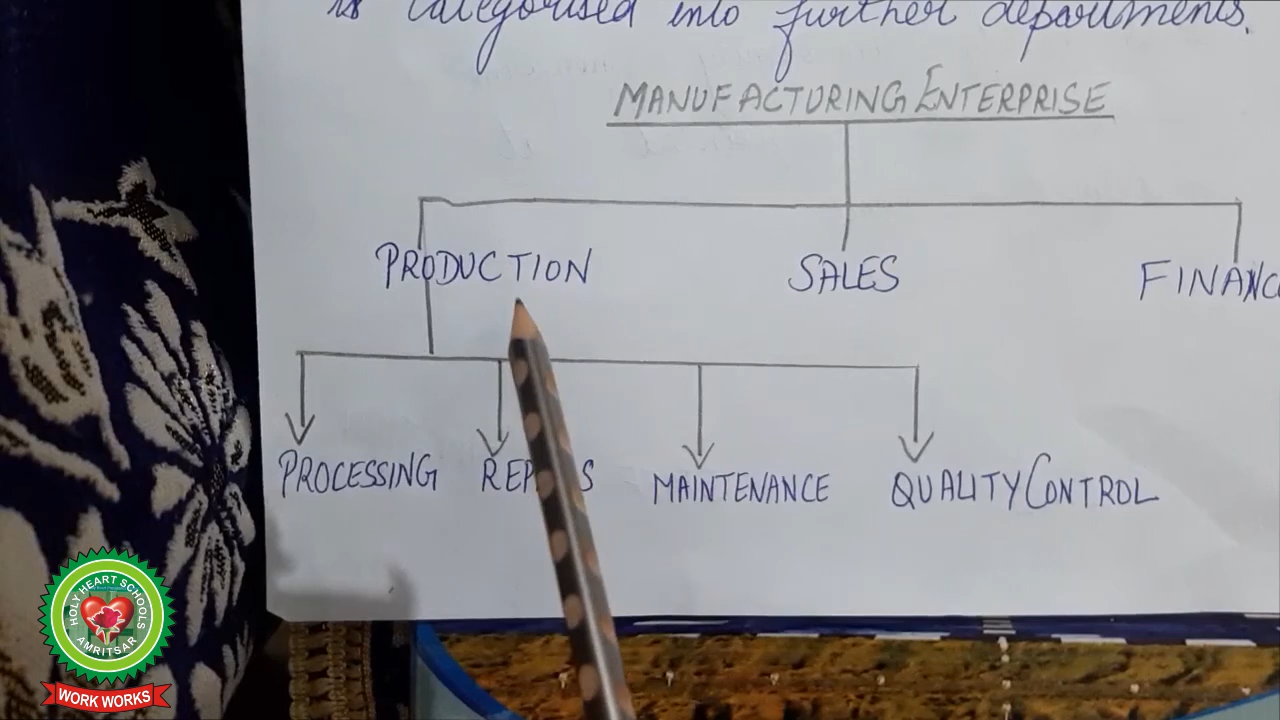 is categorised into further departments.
MANUFACTURING ENTERPRISE
PRODUCTION SALES FINANC
PROCESSING MAINTENANCE QUALITY CONTROL
HOLY HEART SCHOOLS
AMRITSAR
WORK WORKS